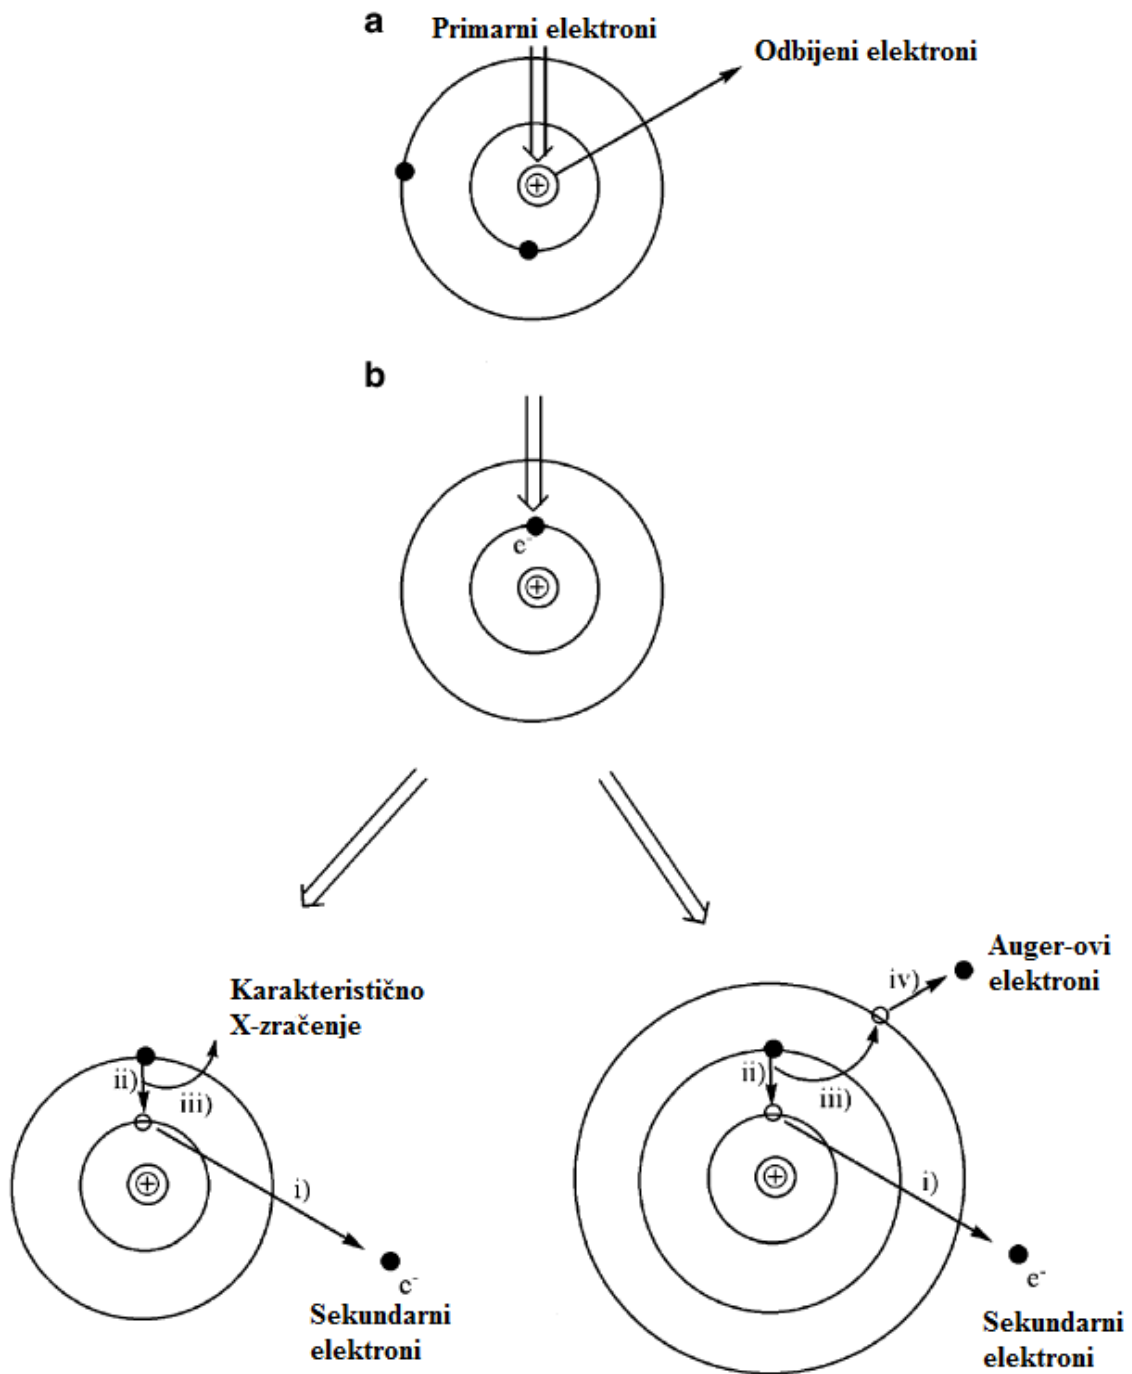 a
Primarni elektroni
Odbijeni elektroni
+
b
e⁻
+
Karakteristično
X-zračenje
ii)
iii)
+
i)
e⁻
Sekundarni
elektroni
Auger-ovi
elektroni
iv)
ii)
iii)
+
i)
e⁻
Sekundarni
elektroni